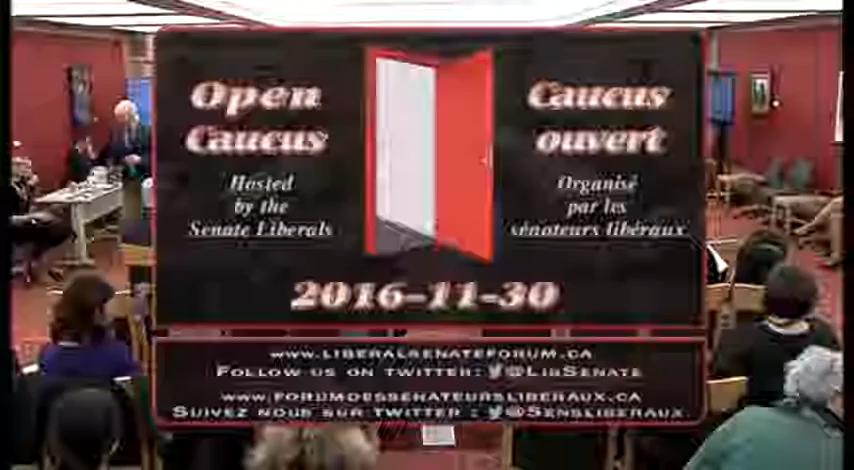 Open
Caucus
Hosted
by the
Senate Liberals
Caucus
ouvert
Organisé
par les
sénateurs libéraux
2016-11-30
WWW.LIBERALSENATEFORUM.CA
FOLLOW US ON TWITTER: @LIBSENATE
WWW.FORUMDESSENATEURSLIBERAUX.CA
SUIVEZ NOUS SUR TWITTER : @SENSLIBERAUX